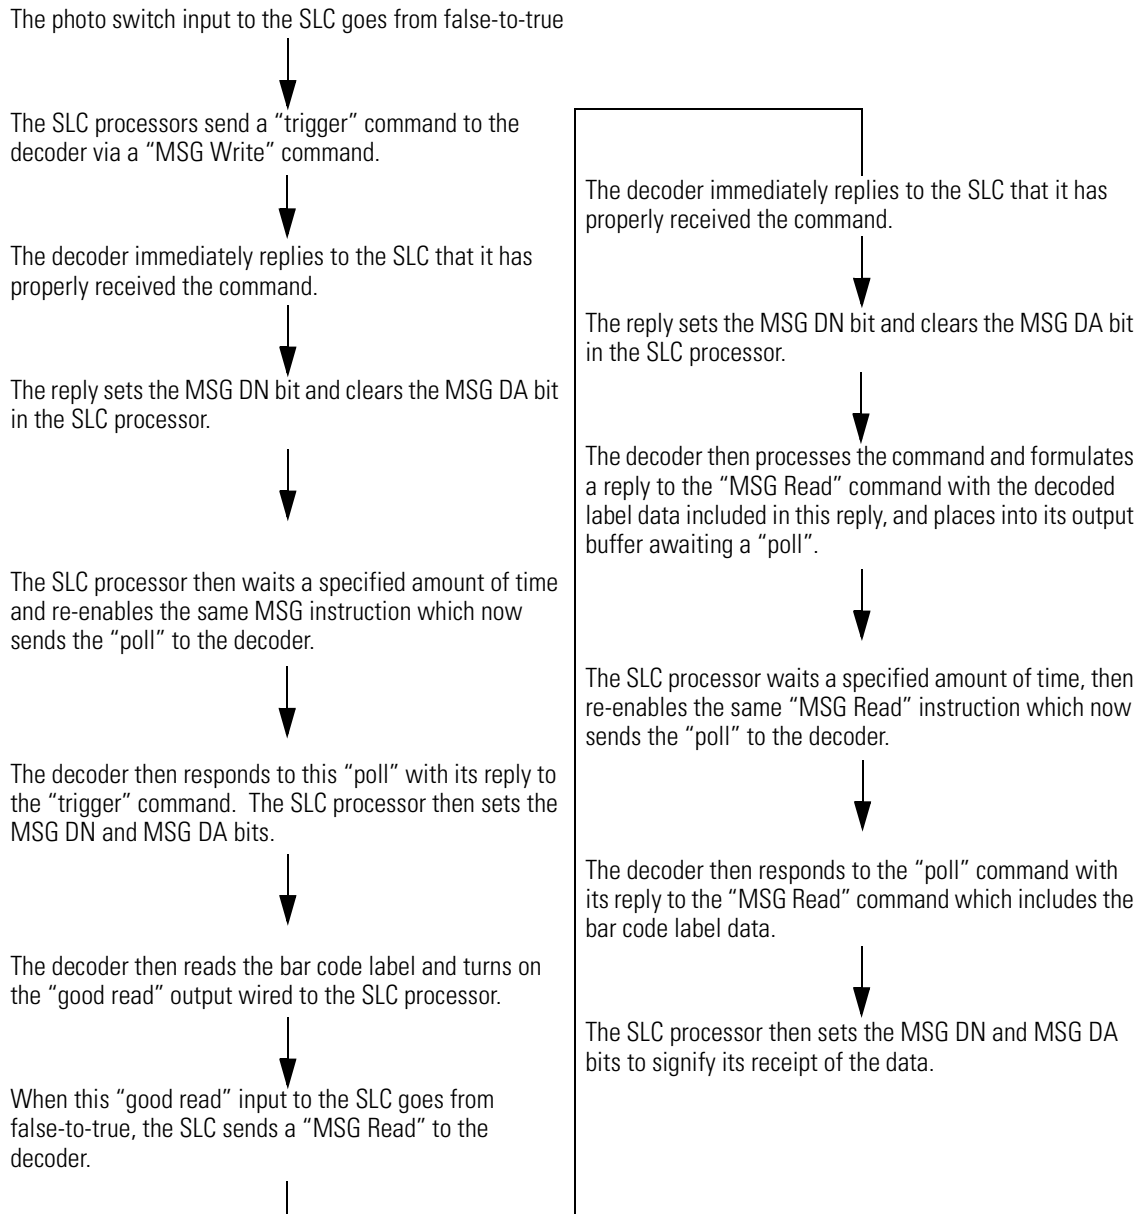 The photo switch input to the SLC goes from false-to-true
The SLC processors send a “trigger” command to the
decoder via a “MSG Write” command.
The decoder immediately replies to the SLC that it has
properly received the command.
The reply sets the MSG DN bit and clears the MSG DA bit
in the SLC processor.
The SLC processor then waits a specified amount of time
and re-enables the same MSG instruction which now
sends the “poll” to the decoder.
The decoder then responds to this “poll” with its reply to
the “trigger” command. The SLC processor then sets the
MSG DN and MSG DA bits.
The decoder then reads the bar code label and turns on
the “good read” output wired to the SLC processor.
When this “good read” input to the SLC goes from
false-to-true, the SLC sends a “MSG Read” to the
decoder.
The decoder immediately replies to the SLC that it has
properly received the command.
The reply sets the MSG DN bit and clears the MSG DA bit
in the SLC processor.
The decoder then processes the command and formulates
a reply to the “MSG Read” command with the decoded
label data included in this reply, and places into its output
buffer awaiting a “poll”.
The SLC processor waits a specified amount of time, then
re-enables the same “MSG Read” instruction which now
sends the “poll” to the decoder.
The decoder then responds to the “poll” command with
its reply to the “MSG Read” command which includes the
bar code label data.
The SLC processor then sets the MSG DN and MSG DA
bits to signify its receipt of the data.